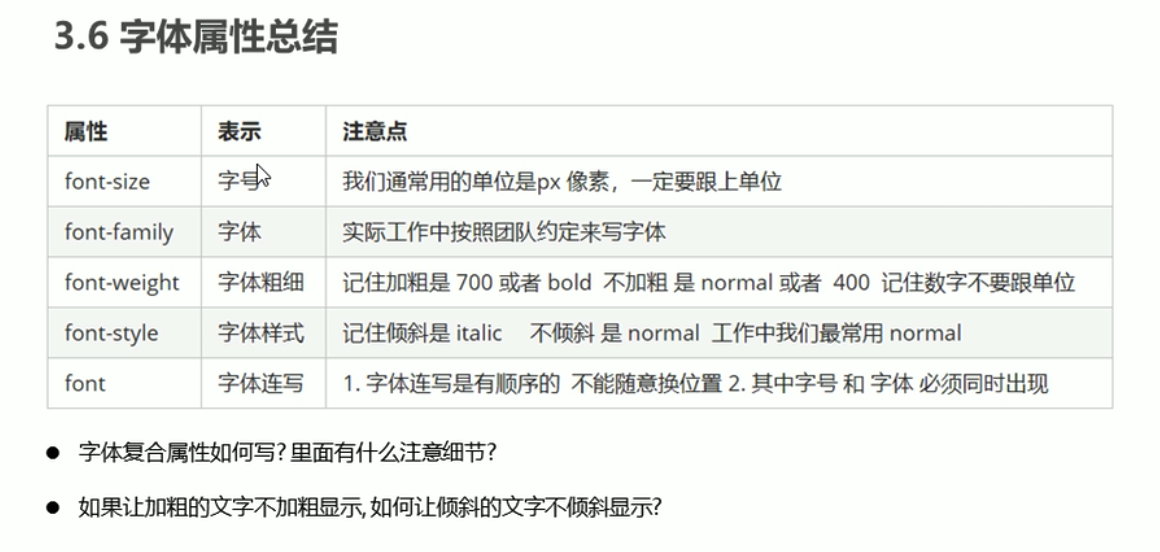 3.6 字体属性总结
属性 表示 注意点
font-size 字号 我们通常用的单位是px 像素，一定要跟上单位
font-family 字体 实际工作中按照团队约定来写字体
font-weight 字体粗细 记住加粗是 700 或者 bold 不加粗 是 normal 或者 400 记住数字不要跟单位
font-style 字体样式 记住倾斜是 italic 不倾斜 是 normal 工作中我们最常用 normal
font 字体连写 1. 字体连写是有顺序的 不能随意换位置 2. 其中字号 和 字体 必须同时出现
● 字体复合属性如何写? 里面有什么注意细节?
● 如果让加粗的文字不加粗显示, 如何让倾斜的文字不倾斜显示?